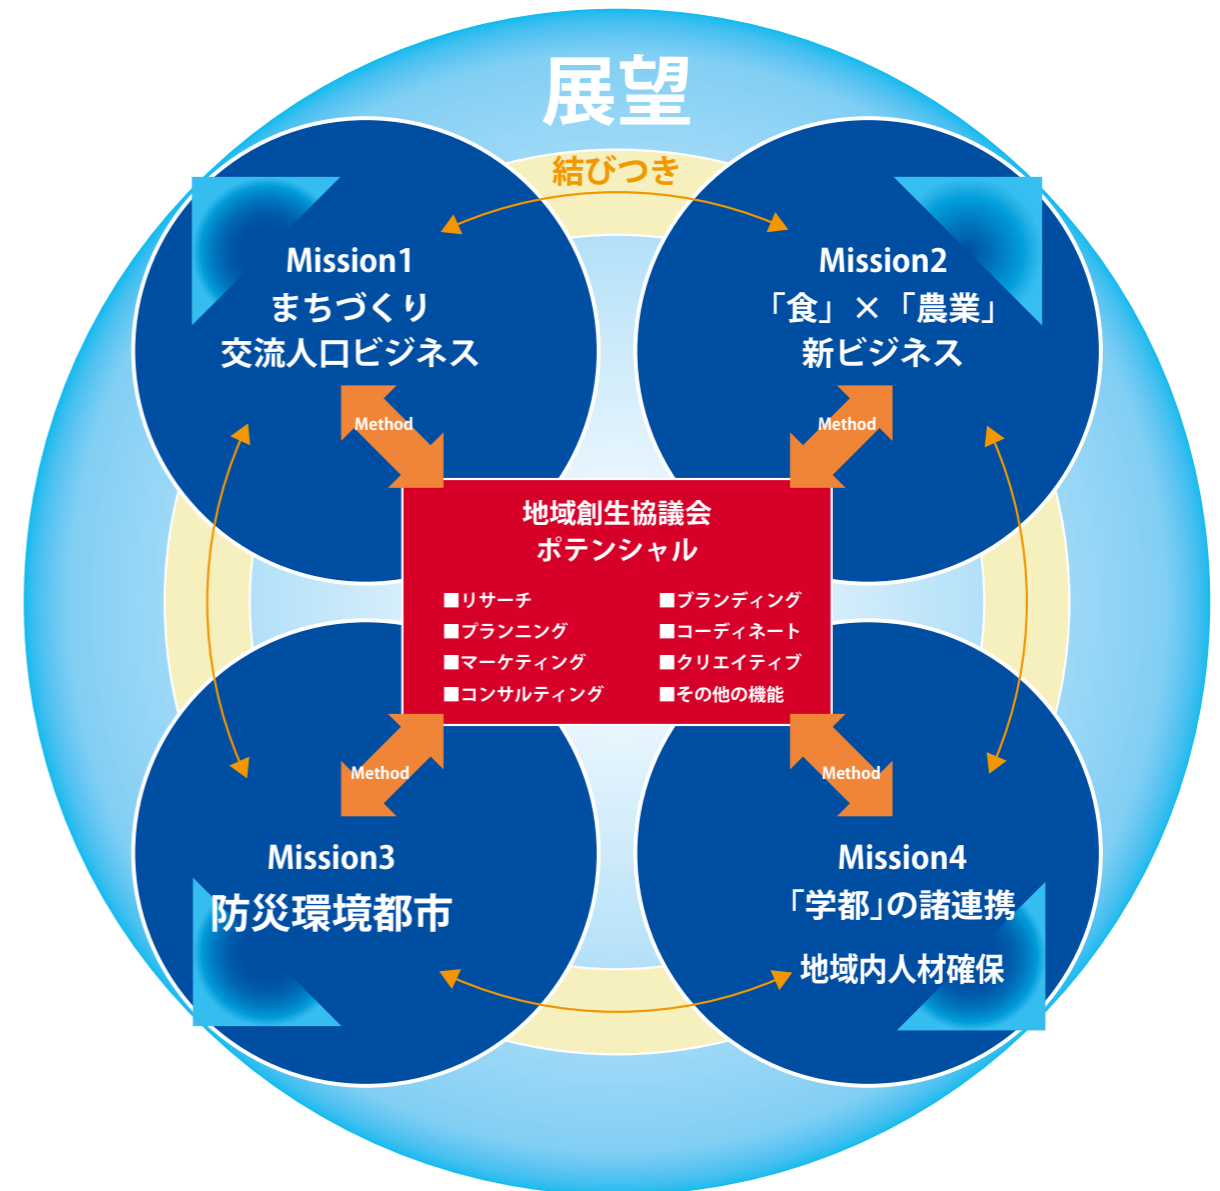 展望
結びつき
Mission1
まちづくり
交流人口ビジネス
Mission2
「食」×「農業」
新ビジネス
Method
Method
地域創生協議会
ポテンシャル
■リサーチ
■プランニング
■マーケティング
■コンサルティング
■ブランディング
■コーディネート
■クリエイティブ
■その他の機能
Method
Method
Mission3
防災環境都市
Mission4
「学都」の諸連携
地域内人材確保